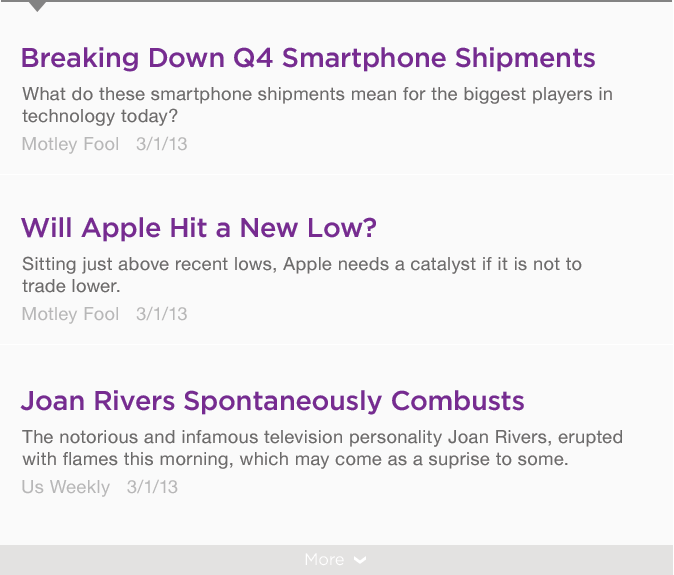 Breaking Down Q4 Smartphone Shipments
What do these smartphone shipments mean for the biggest players in
technology today?
Motley Fool 3/1/13
Will Apple Hit a New Low?
Sitting just above recent lows, Apple needs a catalyst if it is not to
trade lower.
Motley Fool 3/1/13
Joan Rivers Spontaneously Combusts
The notorious and infamous television personality Joan Rivers, erupted
with flames this morning, which may come as a suprise to some.
Us Weekly 3/1/13
More